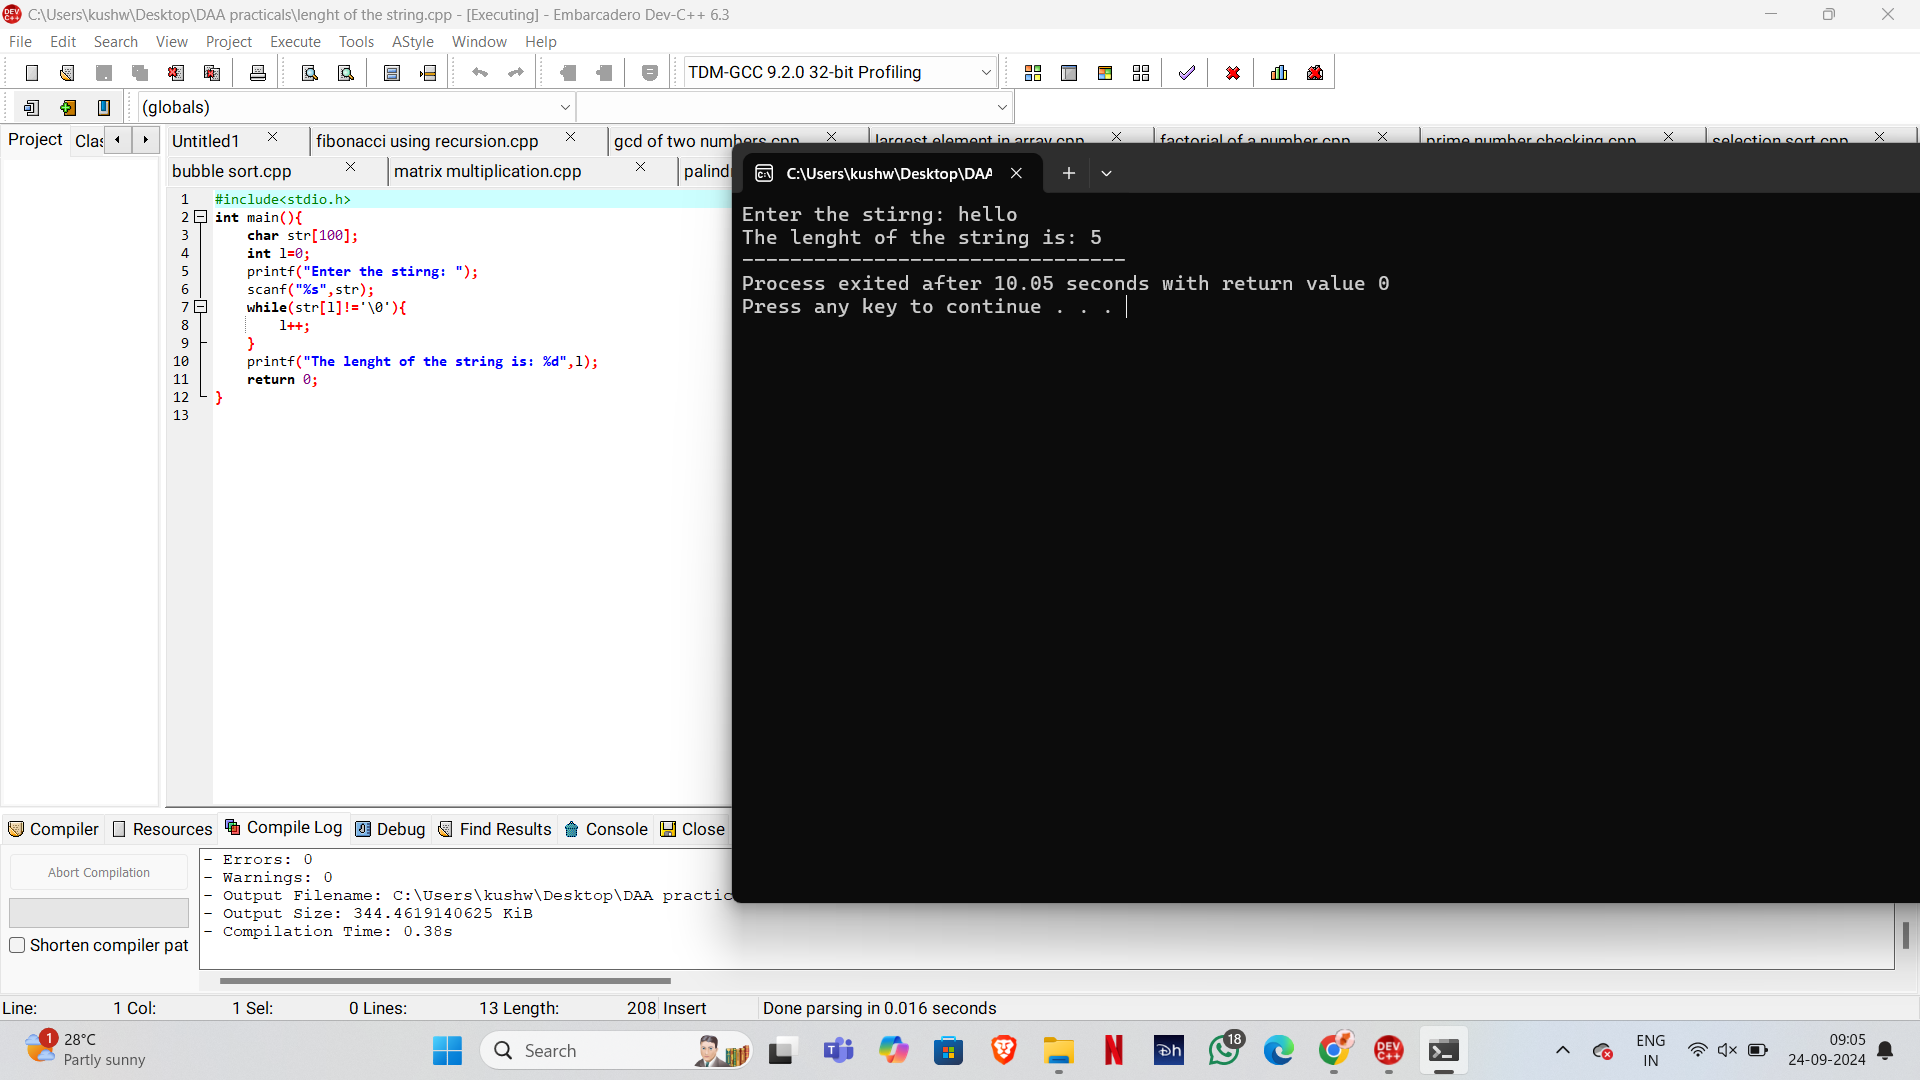 C:\Users\kushw\Desktop\DAA practicals\lenght of the string.cpp - [Executing] - Embarcadero Dev-C++ 6.3
File Edit Search View Project Execute Tools AStyle Window Help
TDM-GCC 9.2.0 32-bit Profiling
(globals)
Project Clas Untitled1 fibonacci using recursion.cpp gcd of two numbers.cpp largest element in array.cpp factorial of a number.cpp prime number checking.cpp selection sort.cpp
bubble sort.cpp matrix multiplication.cpp palind
1 #include<stdio.h>
2 int main(){
3 char str[100];
4 int l=0;
5 printf("Enter the stirng: ");
6 scanf("%s",str);
7 while(str[l]!='\0'){
8 l++;
9 }
10 printf("The lenght of the string is: %d",l);
11 return 0;
12 }
13
C:\Users\kushw\Desktop\DAA
Enter the stirng: hello
The lenght of the string is: 5
--------------------------------
Process exited after 10.05 seconds with return value 0
Press any key to continue . . .
Compiler Resources Compile Log Debug Find Results Console Close
Abort Compilation
Shorten compiler pat
- Errors: 0
- Warnings: 0
- Output Filename: C:\Users\kushw\Desktop\DAA practic
- Output Size: 344.4619140625 KiB
- Compilation Time: 0.38s
Line: 1 Col: 1 Sel: 0 Lines: 13 Length: 208 Insert Done parsing in 0.016 seconds
1
28°C
Partly sunny
Search
18
DEV C++
ENG
IN
09:05
24-09-2024